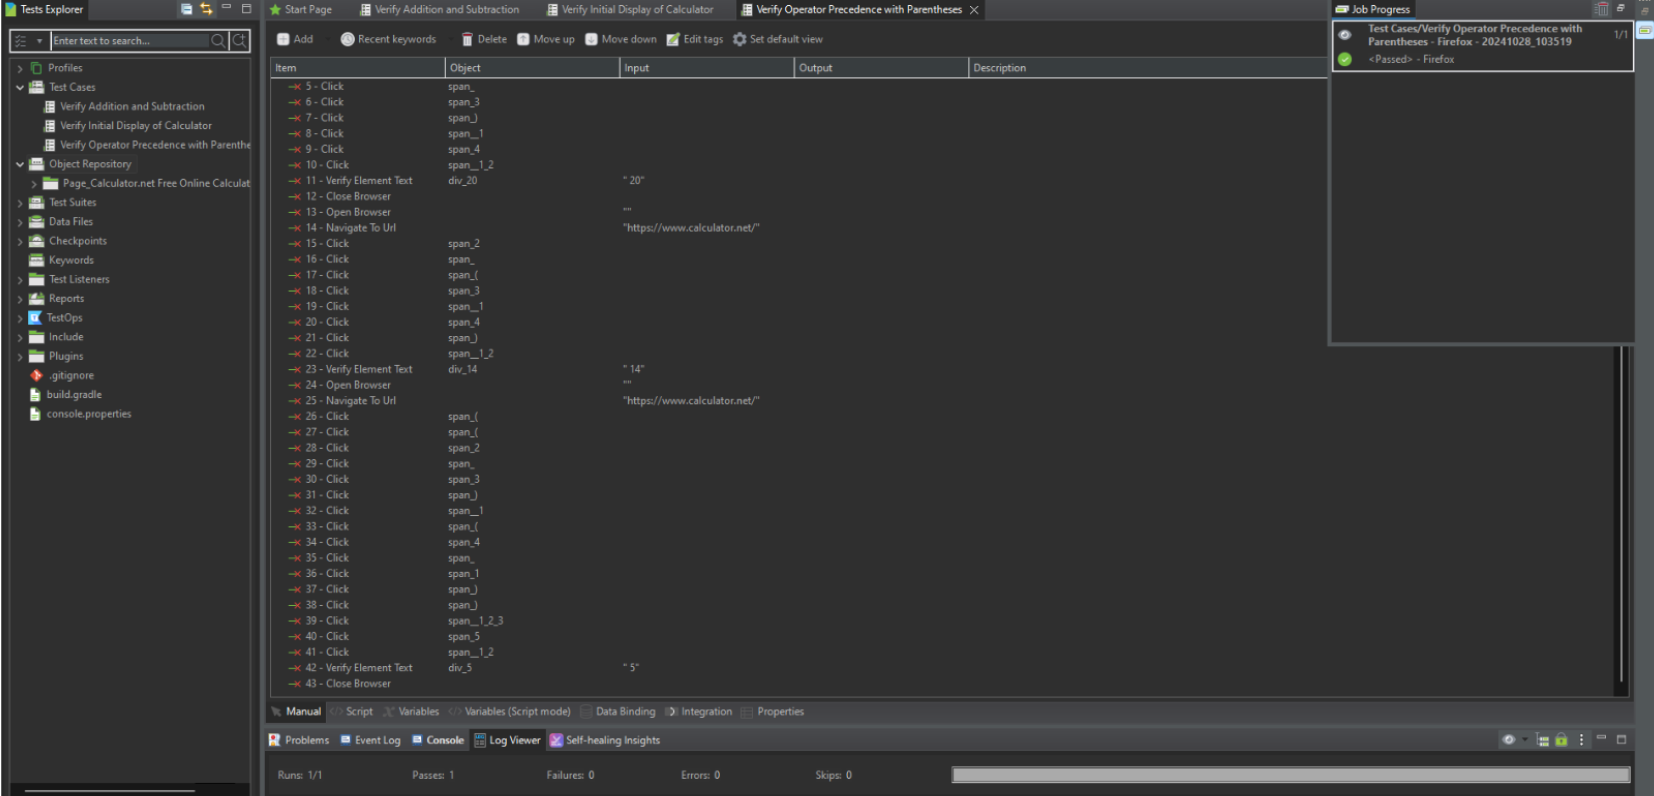 Tests Explorer
Enter text to search...
Profiles
Test Cases
Verify Addition and Subtraction
Verify Initial Display of Calculator
Verify Operator Precedence with Parenthe
Object Repository
Page_Calculator.net Free Online Calculat
Test Suites
Data Files
Checkpoints
Keywords
Test Listeners
Reports
TestOps
Include
Plugins
.gitignore
build.gradle
console.properties
Start Page Verify Addition and Subtraction Verify Initial Display of Calculator Verify Operator Precedence with Parentheses
Add Recent keywords Delete Move up Move down Edit tags Set default view
Item Object Input Output Description
5 - Click span_
6 - Click span_3
7 - Click span_)
8 - Click span__1
9 - Click span_4
10 - Click span__1_2
11 - Verify Element Text div_20 " 20"
12 - Close Browser
13 - Open Browser ""
14 - Navigate To Url "https://www.calculator.net/"
15 - Click span_2
16 - Click span_
17 - Click span_(
18 - Click span_3
19 - Click span__1
20 - Click span_4
21 - Click span_)
22 - Click span__1_2
23 - Verify Element Text div_14 " 14"
24 - Open Browser ""
25 - Navigate To Url "https://www.calculator.net/"
26 - Click span_(
27 - Click span_(
28 - Click span_2
29 - Click span_
30 - Click span_3
31 - Click span_)
32 - Click span__1
33 - Click span_(
34 - Click span_4
35 - Click span_
36 - Click span_1
37 - Click span_)
38 - Click span_)
39 - Click span__1_2_3
40 - Click span_5
41 - Click span__1_2
42 - Verify Element Text div_5 " 5"
43 - Close Browser
Manual Script Variables Variables (Script mode) Data Binding Integration Properties
Problems Event Log Console Log Viewer Self-healing Insights
Runs: 1/1 Passes: 1 Failures: 0 Errors: 0 Skips: 0
Job Progress
Test Cases/Verify Operator Precedence with 1/1
Parentheses - Firefox - 20241028_103519
<Passed> - Firefox